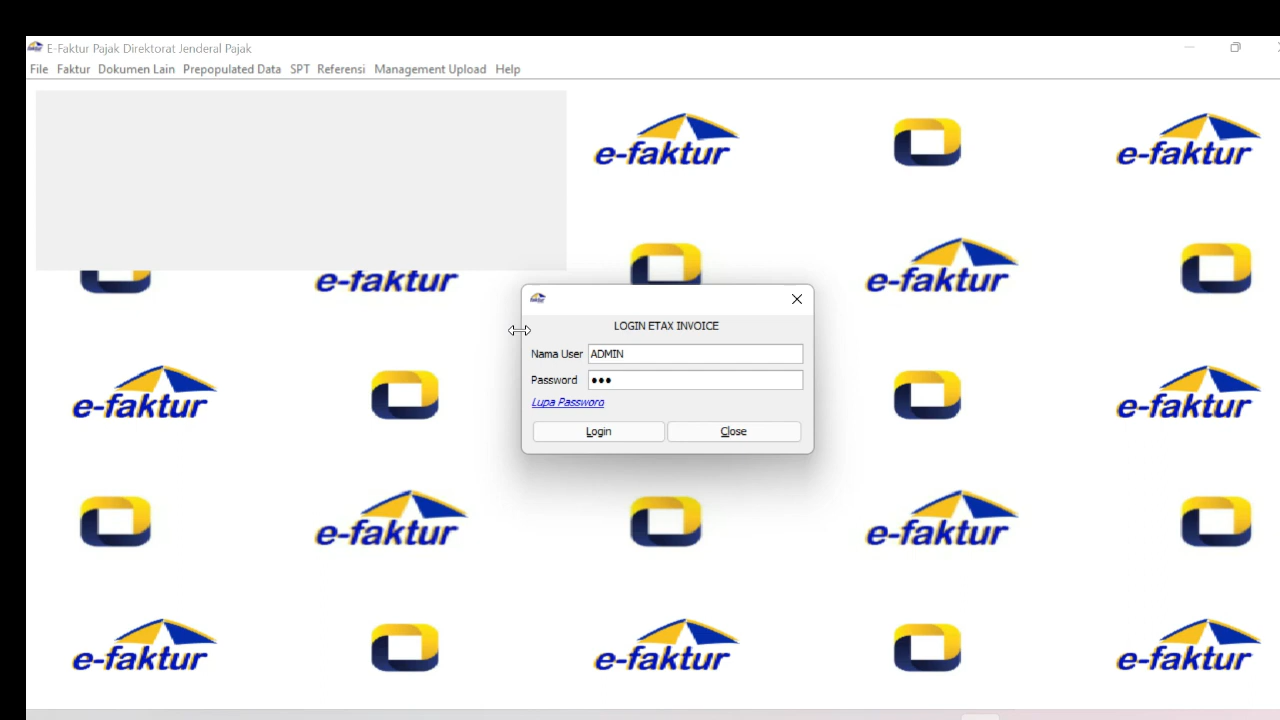 E-Faktur Pajak Direktorat Jenderal Pajak
File Faktur Dokumen Lain Prepopulated Data SPT Referensi Management Upload Help
e-faktur e-faktur
e-faktur e-faktur
LOGIN ETAX INVOICE
Nama User ADMIN
Password
Lupa Password
Login Close
e-faktur e-faktur
e-faktur e-faktur
e-faktur e-faktur e-faktur